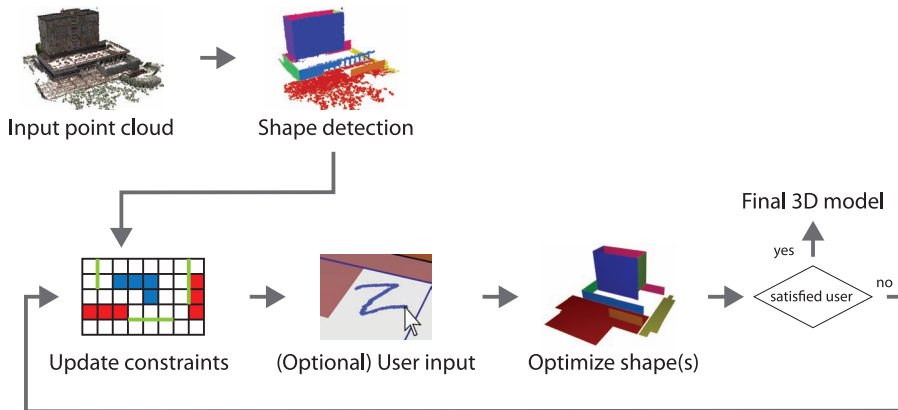 Input point cloud
Shape detection
Final 3D model
yes
satisfied user
no
Update constraints
(Optional) User input
Optimize shape(s)